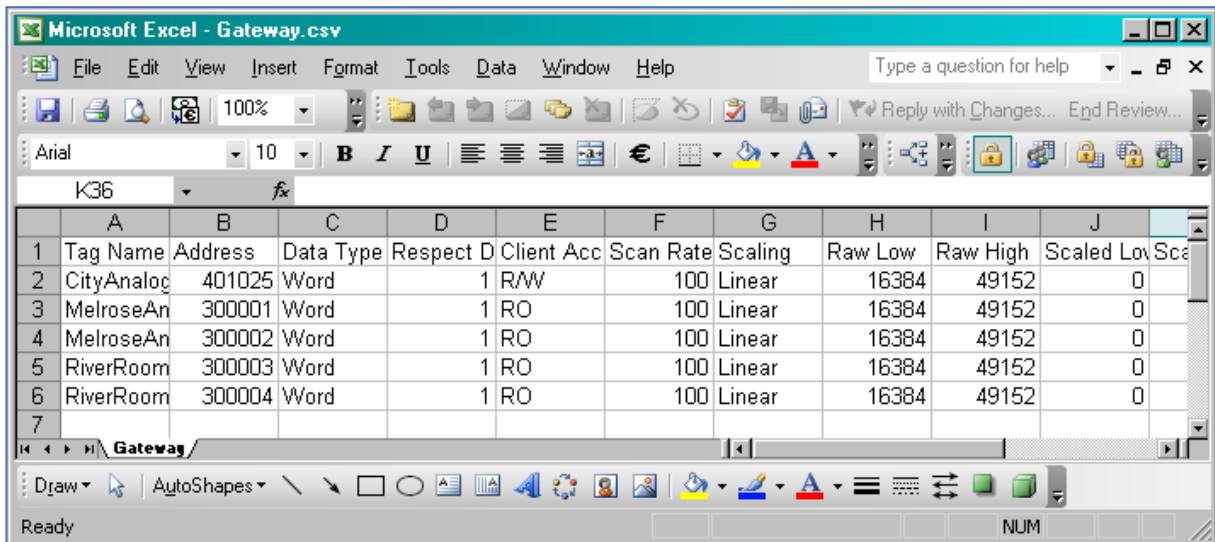 Microsoft Excel - Gateway.csv
File Edit View Insert Format Tools Data Window Help Type a question for help
100% Reply with Changes... End Review...
Arial 10 B I U € A
K36 fx
A B C D E F G H I J
1 Tag Name Address Data Type Respect D Client Acc Scan Rate Scaling Raw Low Raw High Scaled Lov Sca
2 CityAnalog 401025 Word 1 R/W 100 Linear 16384 49152 0
3 MelroseAn 300001 Word 1 RO 100 Linear 16384 49152 0
4 MelroseAn 300002 Word 1 RO 100 Linear 16384 49152 0
5 RiverRoom 300003 Word 1 RO 100 Linear 16384 49152 0
6 RiverRoom 300004 Word 1 RO 100 Linear 16384 49152 0
7
Gateway
Draw AutoShapes A A
Ready NUM